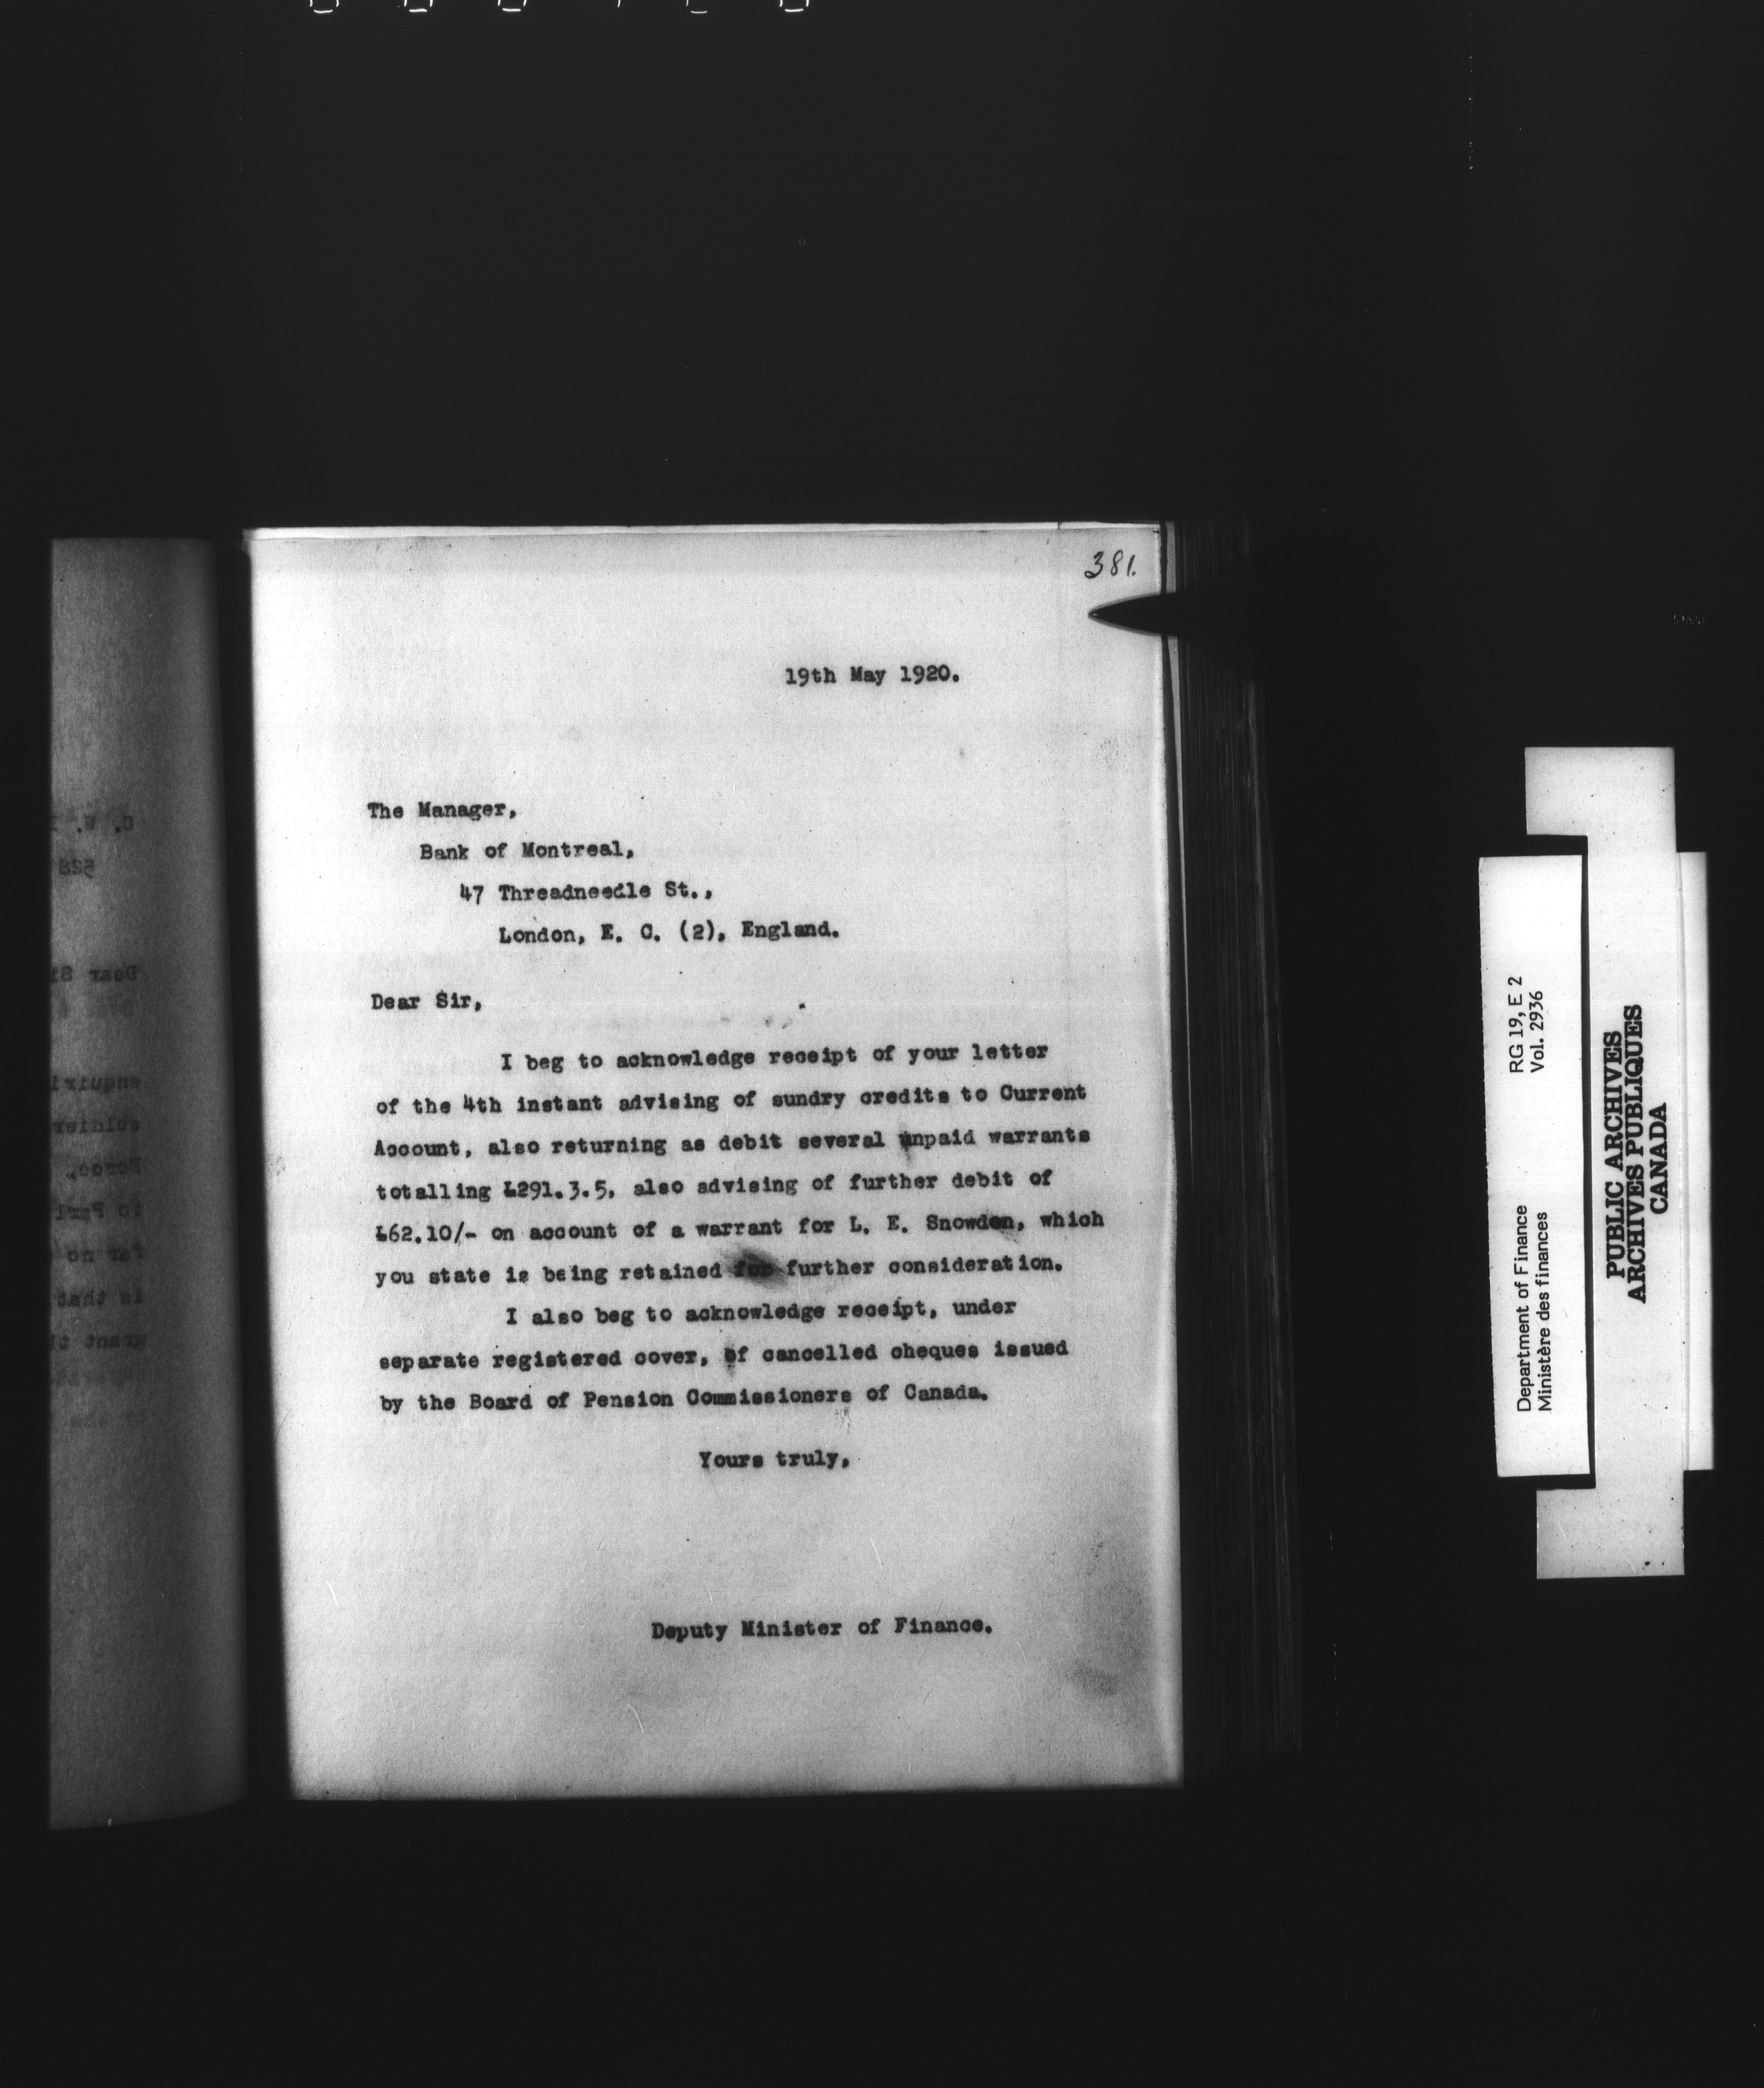 381.
19th May 1920.
The Manager,
Bank of Montreal,
47 Threadneedle St.,
London, E. C. (2), England.
Dear Sir,
I beg to acknowledge receipt of your letter
of the 4th instant advising of sundry credits to Current
Account, also returning as debit several unpaid warrants
totalling £291.3.5, also advising of further debit of
£62.10/- on account of a warrant for L. E. Snowdon, which
you state is being retained for further consideration.
I also beg to acknowledge receipt, under
separate registered cover, of cancelled cheques issued
by the Board of Pension Commissioners of Canada.
Yours truly,
Deputy Minister of Finance.
Department of Finance RG 19, E 2
Ministère des finances Vol. 2936
PUBLIC ARCHIVES
ARCHIVES PUBLIQUES
CANADA